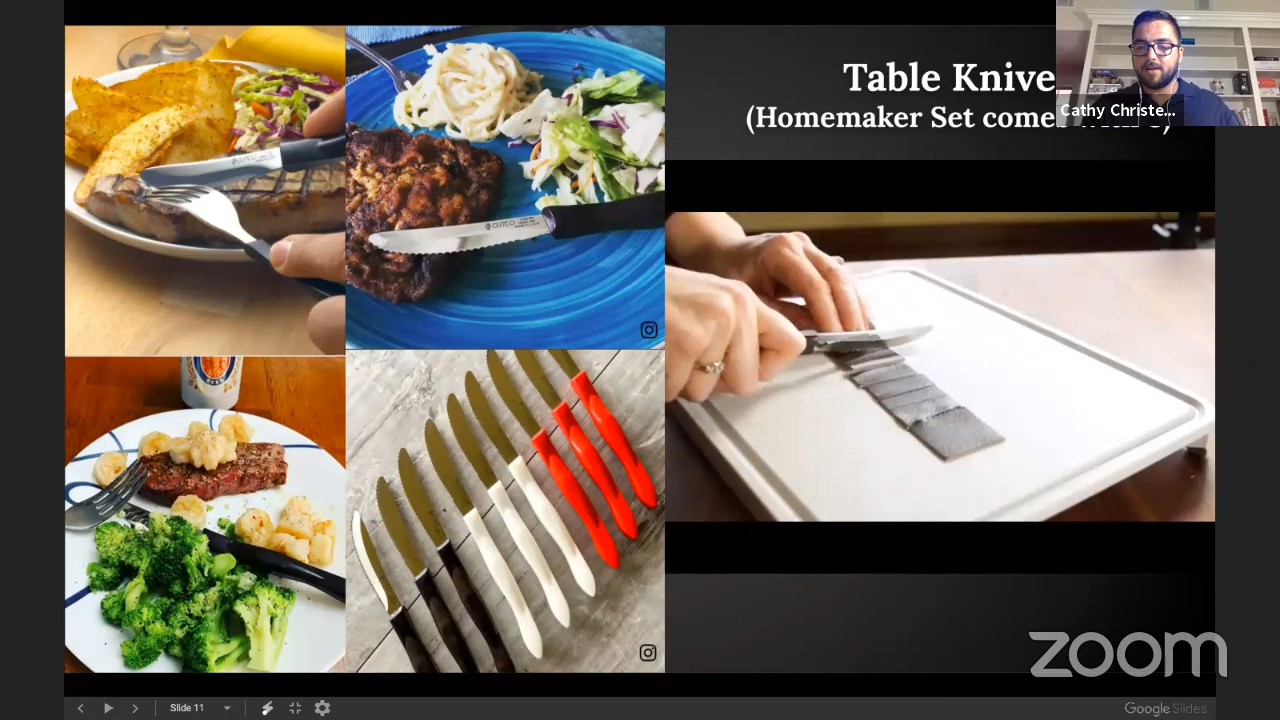 Table Knive
(Homemaker Set come
Cathy Christe...
CUTCO
CUTCO
zoom
Slide 11
Google Slides